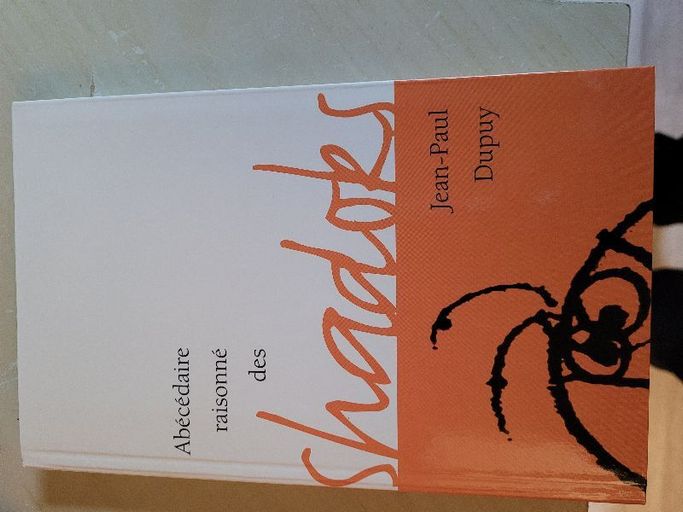 Abécédaire
raisonné
des
shadoks
Jean-Paul
Dupuy